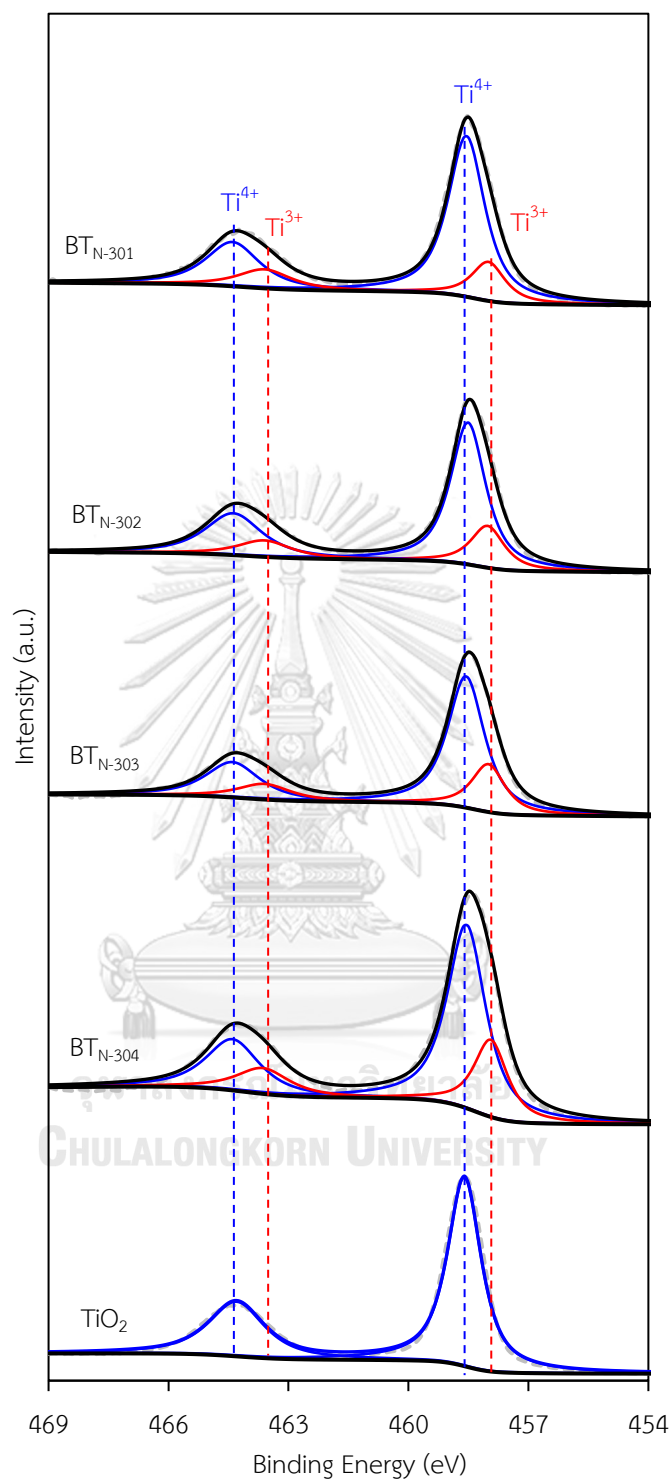 Ti4+
Ti4+
Ti3+
Ti3+
BTN-301
BTN-302
Intensity (a.u.)
BTN-303
BTN-304
CHULALONGKORN UNIVERSITY
TiO2
469 466 463 460 457 454
Binding Energy (eV)